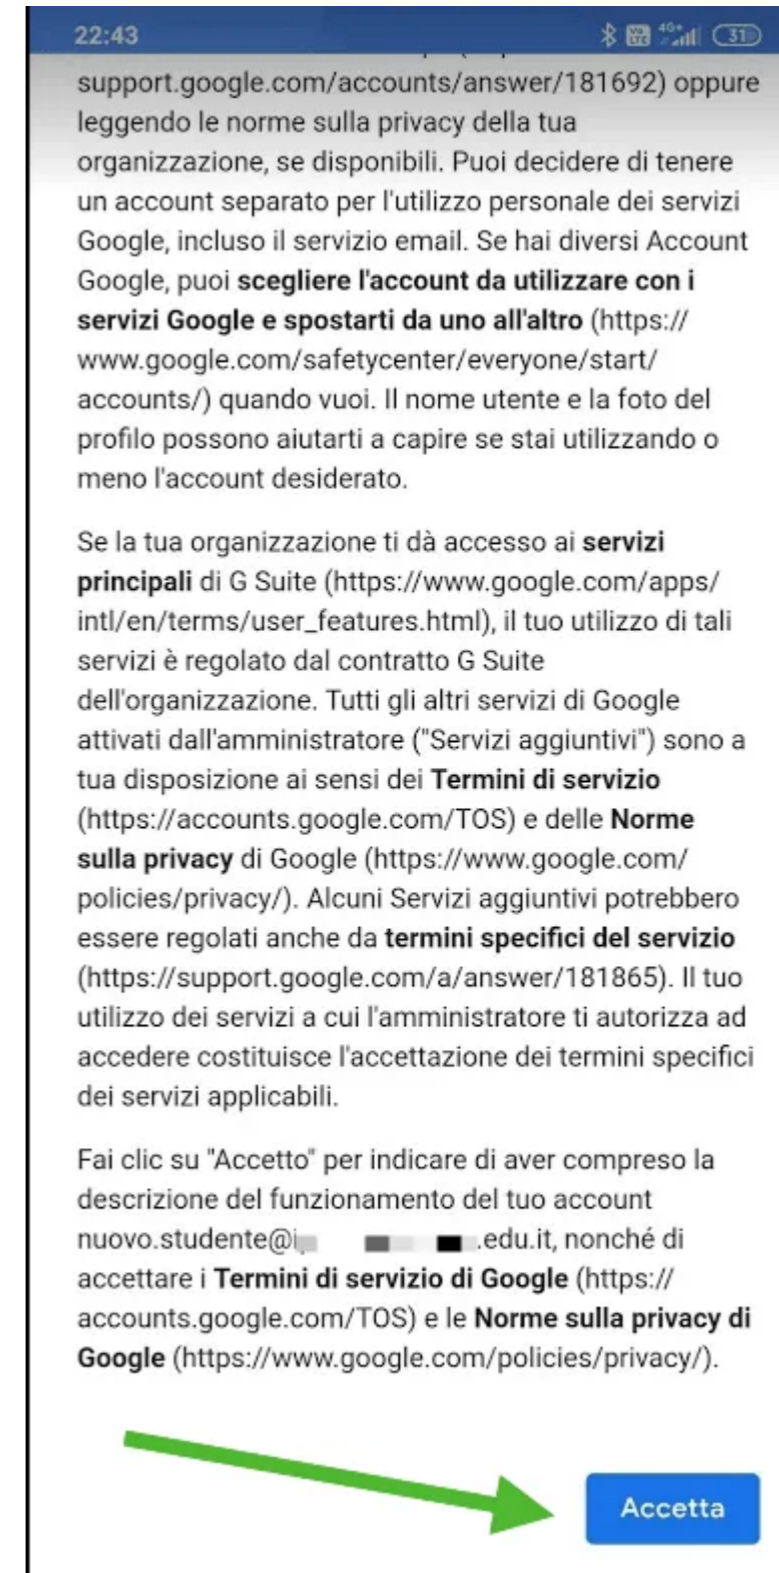 22:43
4G+
31
support.google.com/accounts/answer/181692) oppure
leggendo le norme sulla privacy della tua
organizzazione, se disponibili. Puoi decidere di tenere
un account separato per l'utilizzo personale dei servizi
Google, incluso il servizio email. Se hai diversi Account
Google, puoi scegliere l'account da utilizzare con i
servizi Google e spostarti da uno all'altro (https://
www.google.com/safetycenter/everyone/start/
accounts/) quando vuoi. Il nome utente e la foto del
profilo possono aiutarti a capire se stai utilizzando o
meno l'account desiderato.
Se la tua organizzazione ti dà accesso ai servizi
principali di G Suite (https://www.google.com/apps/
intl/en/terms/user_features.html), il tuo utilizzo di tali
servizi è regolato dal contratto G Suite
dell'organizzazione. Tutti gli altri servizi di Google
attivati dall'amministratore ("Servizi aggiuntivi") sono a
tua disposizione ai sensi dei Termini di servizio
(https://accounts.google.com/TOS) e delle Norme
sulla privacy di Google (https://www.google.com/
policies/privacy/). Alcuni Servizi aggiuntivi potrebbero
essere regolati anche da termini specifici del servizio
(https://support.google.com/a/answer/181865). Il tuo
utilizzo dei servizi a cui l'amministratore ti autorizza ad
accedere costituisce l'accettazione dei termini specifici
dei servizi applicabili.
Fai clic su "Accetto" per indicare di aver compreso la
descrizione del funzionamento del tuo account
nuovo.studente@ .edu.it, nonché di
accettare i Termini di servizio di Google (https://
accounts.google.com/TOS) e le Norme sulla privacy di
Google (https://www.google.com/policies/privacy/).
Accetta